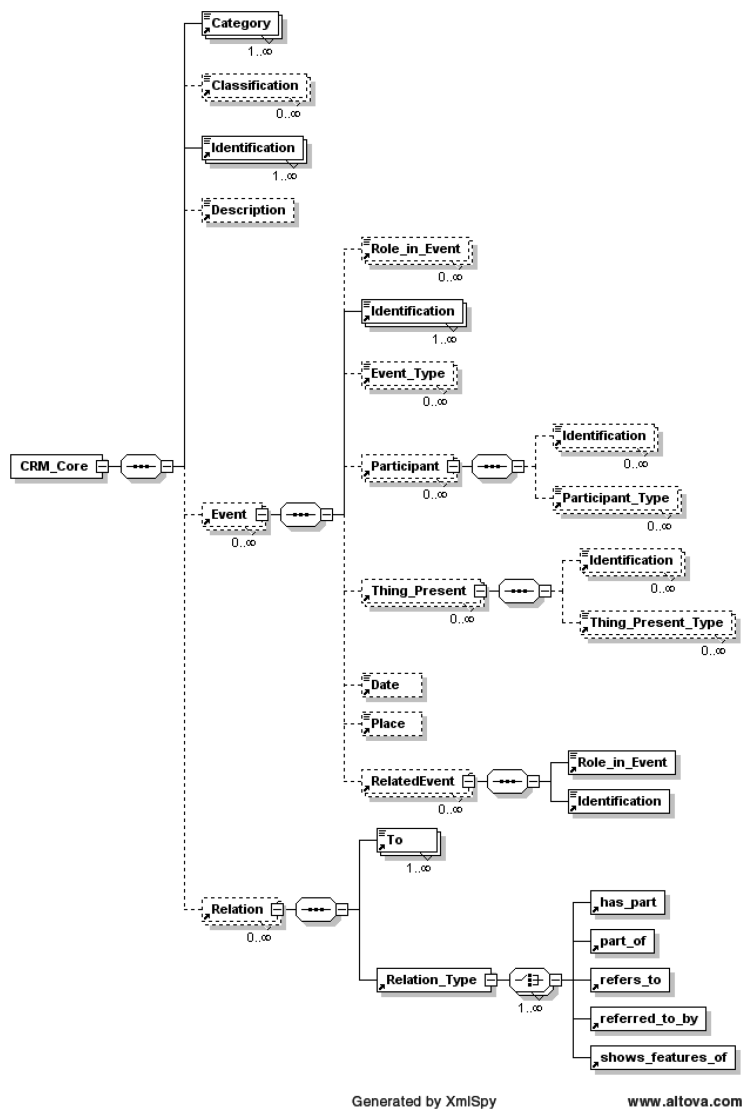 Category
1..∞
Classification
0..∞
Identification
1..∞
Description
Role_in_Event
0..∞
Identification
1..∞
Event_Type
0..∞
CRM_Core
Event
0..∞
Participant
0..∞
Identification
0..∞
Participant_Type
0..∞
Thing_Present
0..∞
Identification
0..∞
Thing_Present_Type
0..∞
Date
Place
RelatedEvent
0..∞
Role_in_Event
Identification
Relation
0..∞
To
1..∞
Relation_Type
1..∞
has_part
part_of
refers_to
referred_to_by
shows_features_of
Generated by XmlSpy www.altova.com